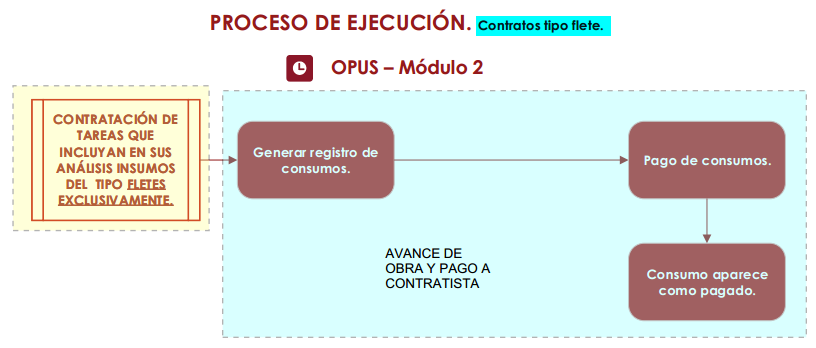 PROCESO DE EJECUCIÓN. Contratos tipo flete.
OPUS – Módulo 2
CONTRATACIÓN DE
TAREAS QUE
INCLUYAN EN SUS
ANÁLISIS INSUMOS
DEL TIPO FLETES
EXCLUSIVAMENTE.
Generar registro de
consumos.
Pago de consumos.
AVANCE DE
OBRA Y PAGO A
CONTRATISTA
Consumo aparece
como pagado.